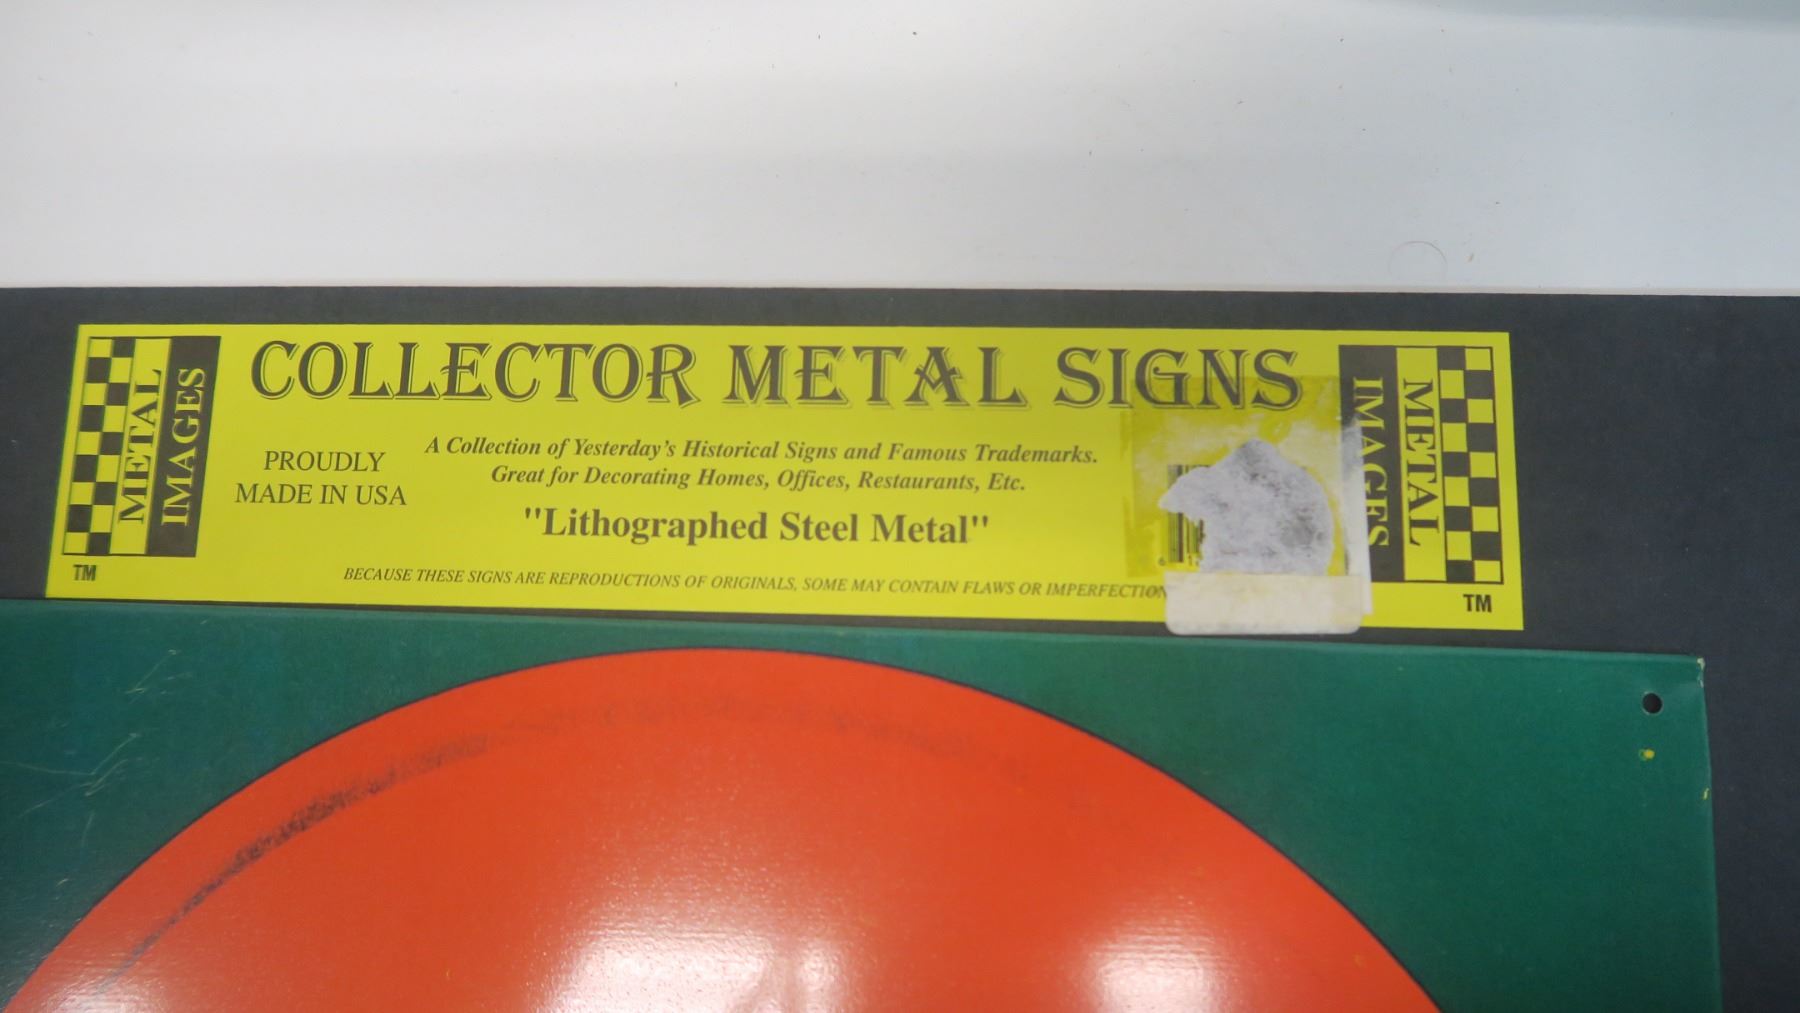 COLLECTOR METAL SIGNS
METAL
IMAGES
TM
PROUDLY
MADE IN USA
A Collection of Yesterday's Historical Signs and Famous Trademarks.
Great for Decorating Homes, Offices, Restaurants, Etc.
"Lithographed Steel Metal"
BECAUSE THESE SIGNS ARE REPRODUCTIONS OF ORIGINALS, SOME MAY CONTAIN FLAWS OR IMPERFECTION
6
METAL
IMAGES
TM